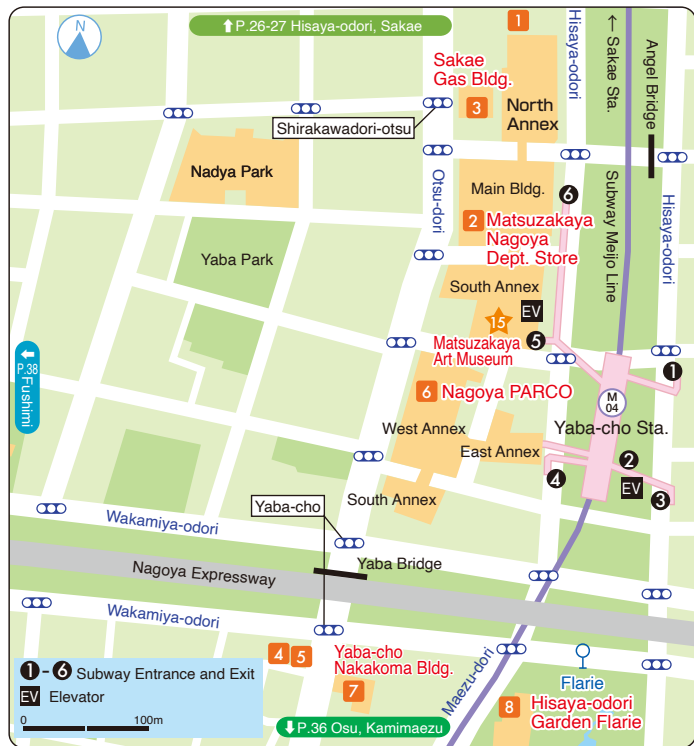 N
↑P.26-27 Hisaya-odori, Sakae
1
Hisaya-odori
← Sakae Sta.
Angel Bridge
Sakae
Gas Bldg.
3
North
Annex
Shirakawadori-otsu
Nadya Park
Otsu-dori
Main Bldg.
6
Subway Meijo Line
Hisaya-odori
2 Matsuzakaya
Nagoya
Dept. Store
Yaba Park
South Annex
EV
15
Matsuzakaya
Art Museum
5
1
←
P.38
Fushimi
6 Nagoya PARCO
M
04
Yaba-cho Sta.
West Annex
East Annex
2
4
EV
3
South Annex
Yaba-cho
Wakamiya-odori
Yaba Bridge
Nagoya Expressway
Wakamiya-odori
4 5
Yaba-cho
Nakakoma Bldg.
7
Maezu-dori
Flarie
8 Hisaya-odori
Garden Flarie
1-6 Subway Entrance and Exit
EV Elevator
0 100m
↓P.36 Osu, Kamimaezu